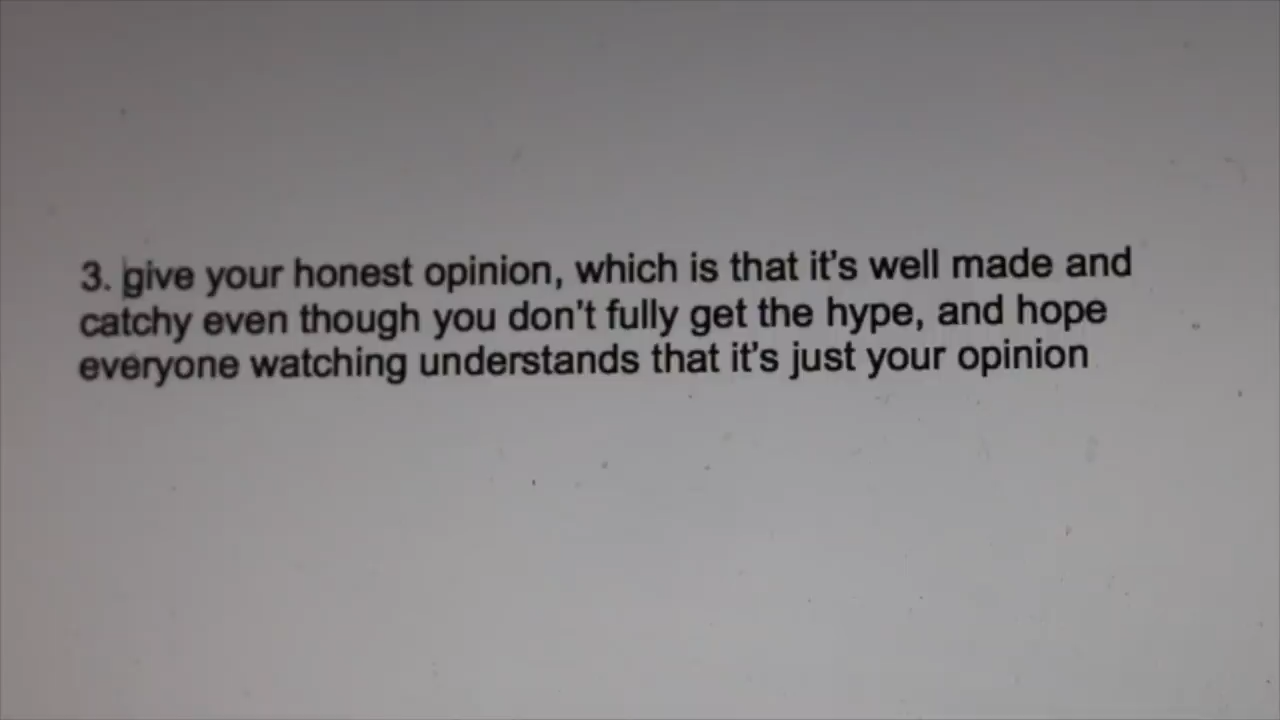 3. give your honest opinion, which is that it's well made and
catchy even though you don't fully get the hype, and hope
everyone watching understands that it's just your opinion